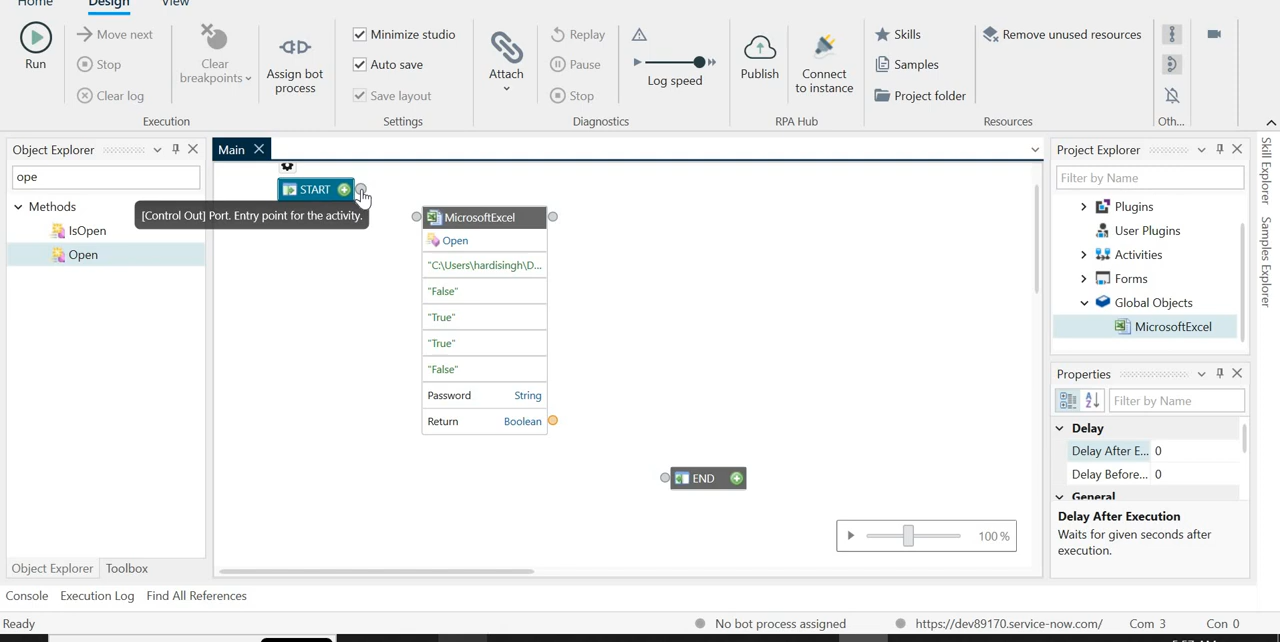 Home Design View
Run
Move next
Stop
Clear log
Clear
breakpoints
Assign bot
process
Execution
Minimize studio
Auto save
Save layout
Settings
Attach
Replay
Pause
Stop
Log speed
Diagnostics
Publish
Connect
to instance
RPA Hub
Skills
Samples
Project folder
Remove unused resources
Resources
Oth...
Object Explorer
ope
Methods
IsOpen
Open
Object Explorer Toolbox
Main
START
[Control Out] Port. Entry point for the activity.
MicrosoftExcel
Open
"C:\Users\hardisingh\D...
"False"
"True"
"True"
"False"
Password String
Return Boolean
END
100 %
Project Explorer
Filter by Name
Plugins
User Plugins
Activities
Forms
Global Objects
MicrosoftExcel
Properties
Filter by Name
Delay
Delay After E... 0
Delay Before... 0
General
Delay After Execution
Waits for given seconds after
execution.
Skill Explorer
Samples Explorer
Console Execution Log Find All References
Ready
No bot process assigned
https://dev89170.service-now.com/
Com 3
Con 0